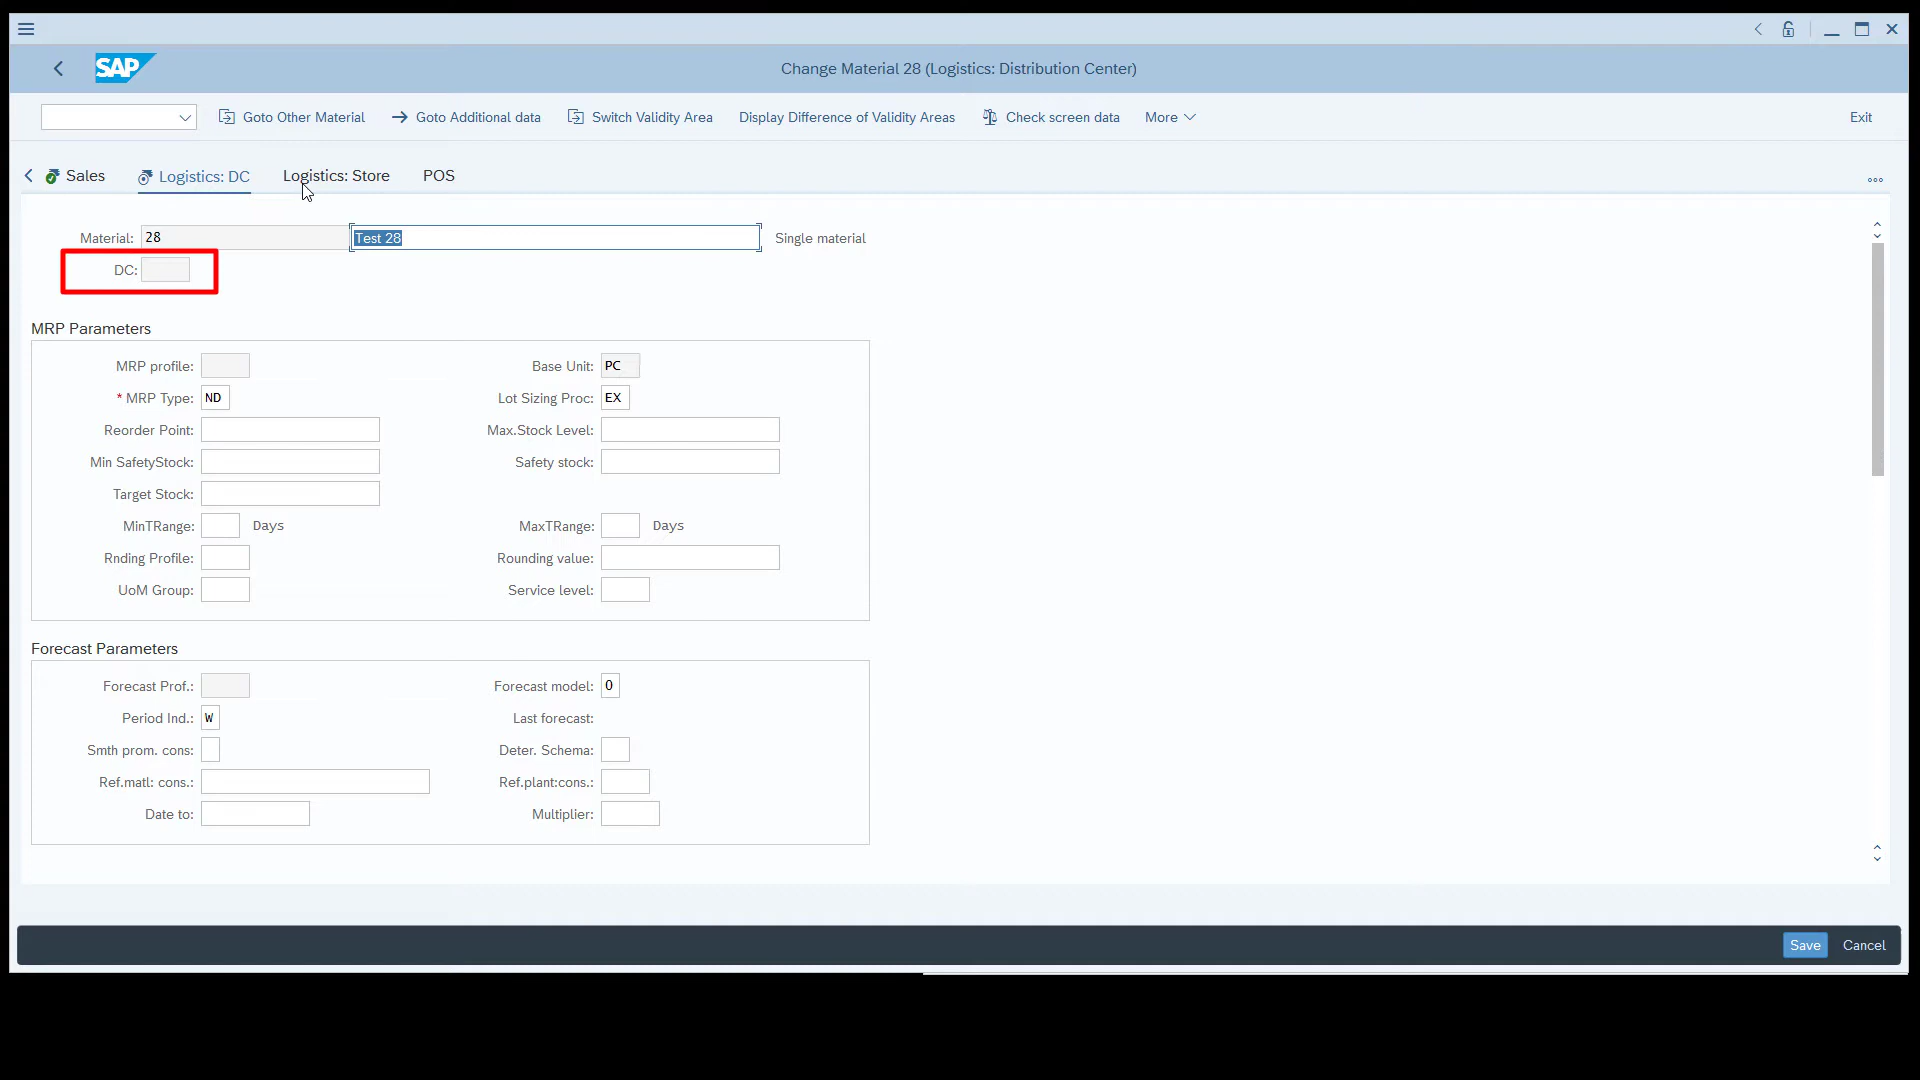 SAP
Change Material 28 (Logistics: Distribution Center)
Goto Other Material Goto Additional data Switch Validity Area Display Difference of Validity Areas Check screen data More Exit
Sales Logistics: DC Logistics: Store POS
Material: 28 Test 28 Single material
DC:
MRP Parameters
MRP profile: Base Unit: PC
* MRP Type: ND Lot Sizing Proc: EX
Reorder Point: Max.Stock Level:
Min SafetyStock: Safety stock:
Target Stock:
MinTRange: Days MaxTRange: Days
Rnding Profile: Rounding value:
UoM Group: Service level:
Forecast Parameters
Forecast Prof.: Forecast model: 0
Period Ind.: W Last forecast:
Smth prom. cons: Deter. Schema:
Ref.matl: cons.: Ref.plant:cons.:
Date to: Multiplier:
Save Cancel